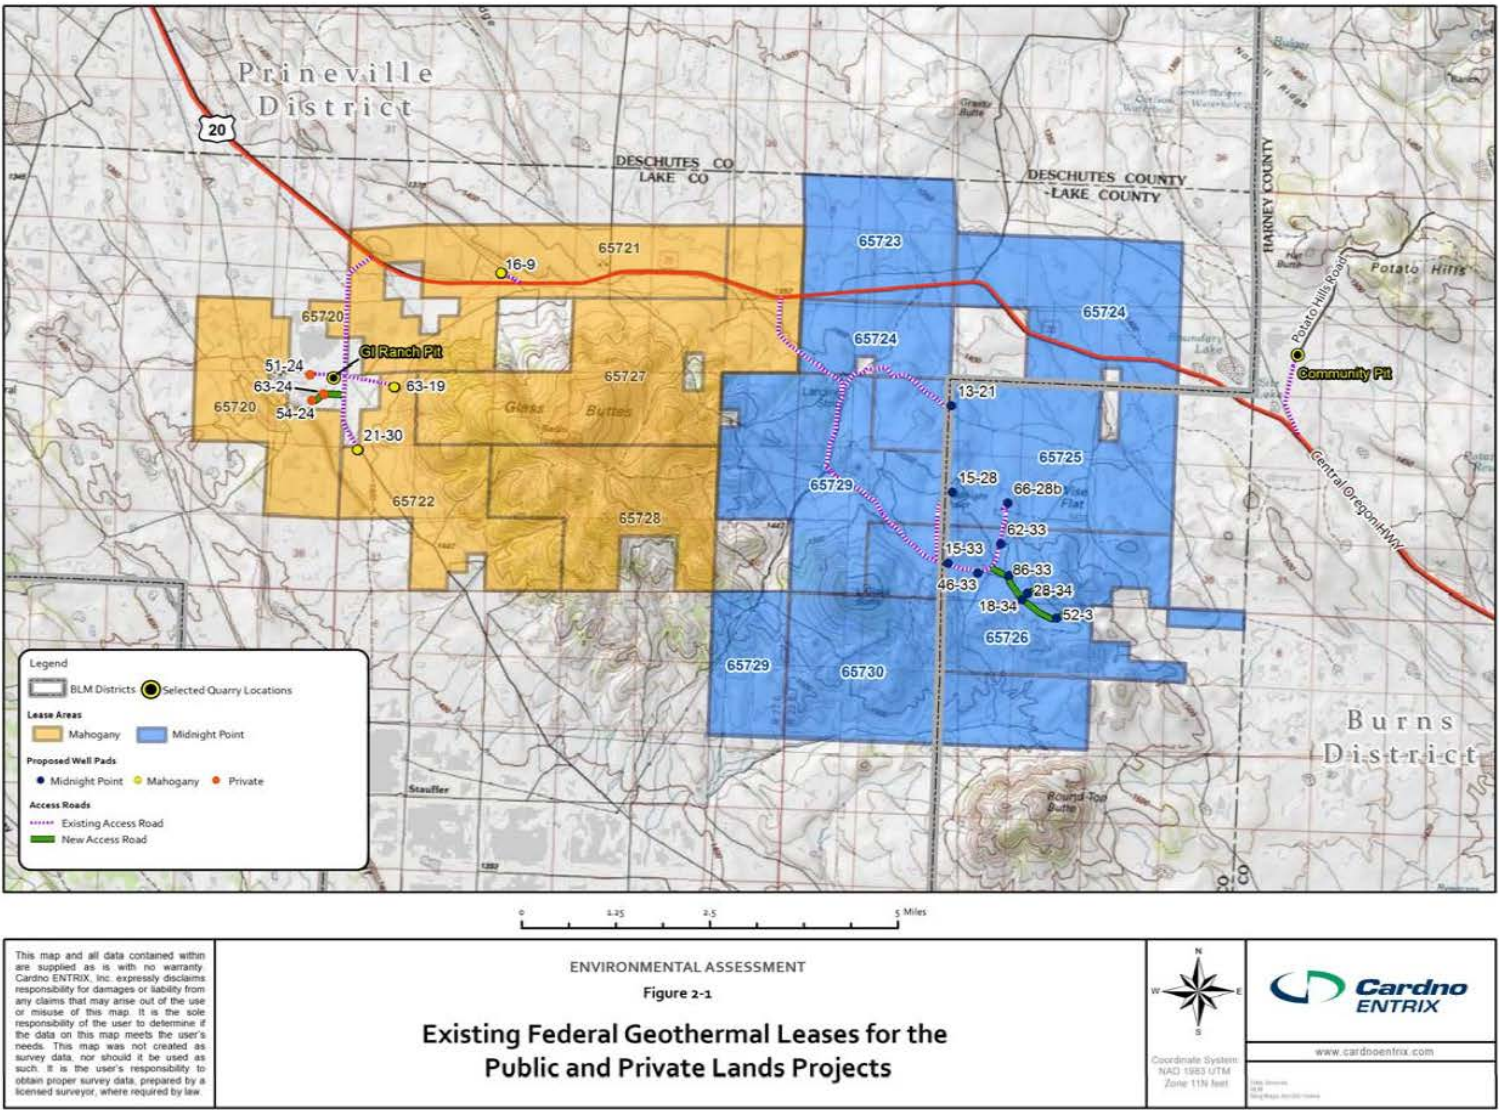 Prineville
District
20
DESCHUTES CO
LAKE CO
DESCHUTES COUNTY
LAKE COUNTY
HARNEY COUNTY
Potato Hills
Potato Hills Road
Community Pit
Central Oregon HWY
Granite
Butte
Boundary
Lake
65721
16-9
65723
65724
65724
65720
GI Ranch Pit
51-24
63-24
63-19
54-24
65720
21-30
65727
Glass Buttes
13-21
65725
65722
65728
65729
15-28
66-28b
Flat
62-33
15-33
46-33
86-33
28-34
18-34
52-3
65726
65729
65730
Burns
District
Stauffer
Round Top
Butte
CO
CO
Legend
BLM Districts
Selected Quarry Locations
Lease Areas
Mahogany
Midnight Point
Proposed Well Pads
Midnight Point
Mahogany
Private
Access Roads
Existing Access Road
New Access Road
0 1.25 2.5 5 Miles
This map and all data contained within
are supplied as is with no warranty.
Cardno ENTRIX, Inc. expressly disclaims
responsibility for damages or liability from
any claims that may arise out of the use
or misuse of this map. It is the sole
responsibility of the user to determine if
the data on this map meets the user's
needs. This map was not created as
survey data, nor should it be used as
such. It is the user's responsibility to
obtain proper survey data, prepared by a
licensed surveyor, where required by law.
ENVIRONMENTAL ASSESSMENT
Figure 2-1
Existing Federal Geothermal Leases for the
Public and Private Lands Projects
N
W E
S
Coordinate System
NAD 1983 UTM
Zone 11N feet
Cardno
ENTRIX
www.cardnoentrix.com